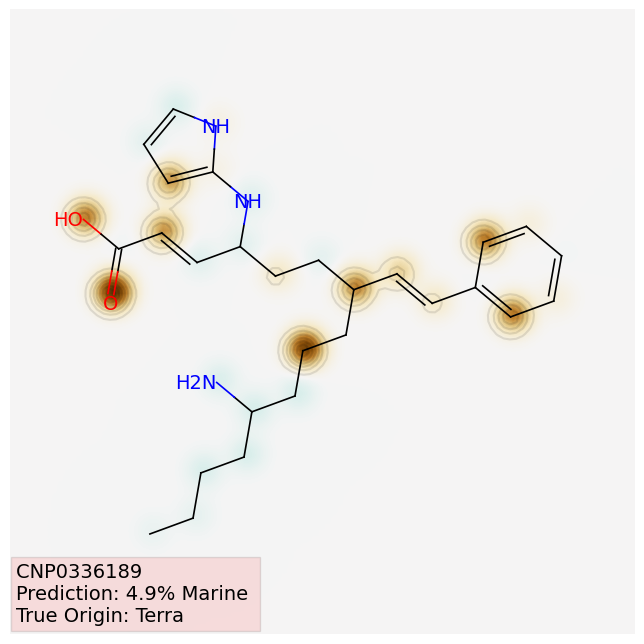 NH
NH
HO
O
H2N
CNP0336189
Prediction: 4.9% Marine
True Origin: Terra